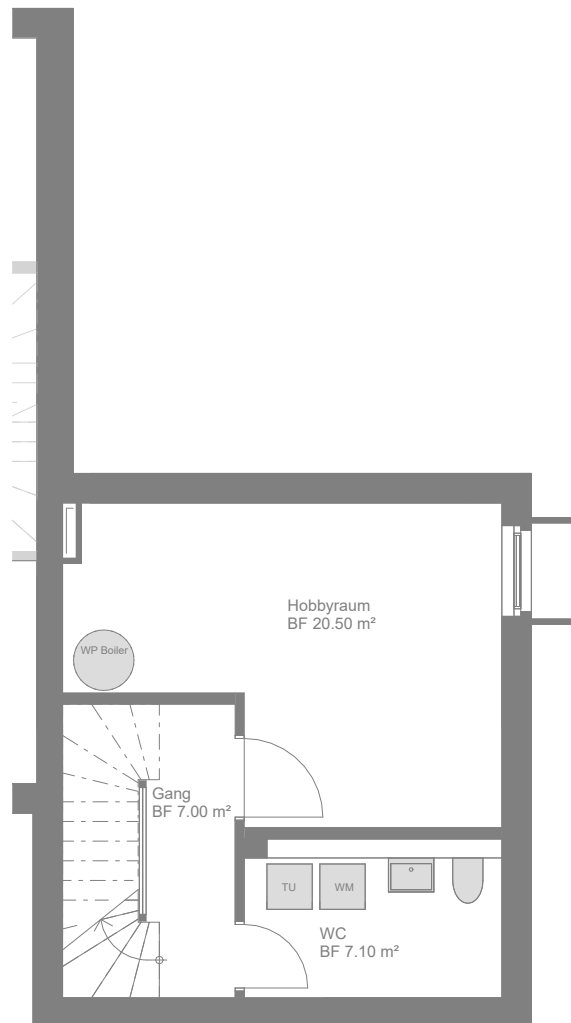 Hobbyraum
BF 20.50 m²
WP Boiler
Gang
BF 7.00 m²
TU
WM
WC
BF 7.10 m²